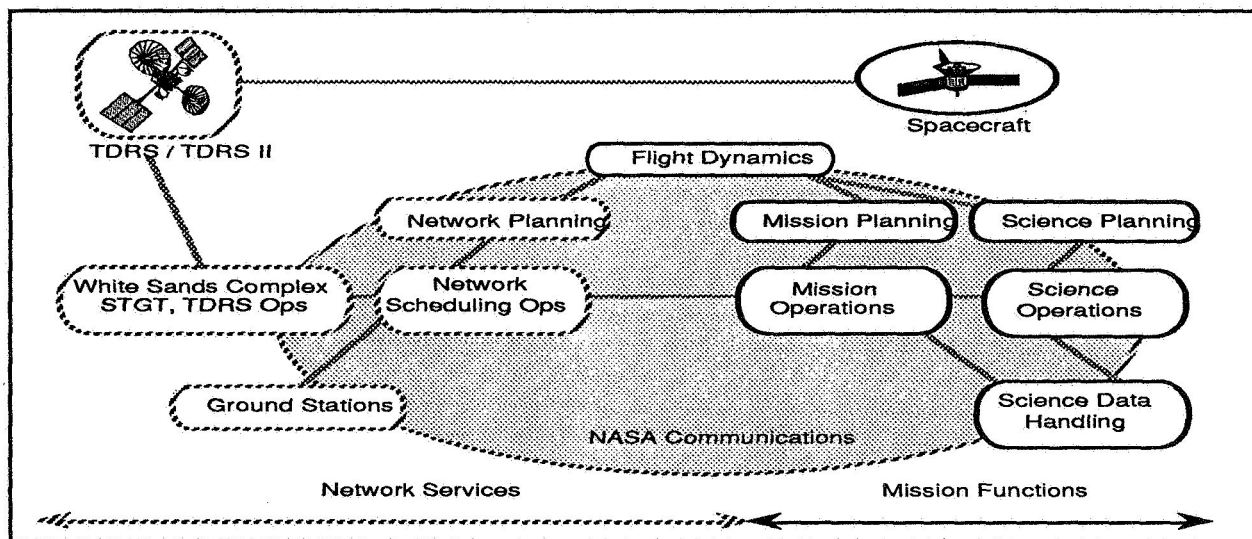 TDRS / TDRS II
Spacecraft
Flight Dynamics
Network Planning
Mission Planning
Science Planning
White Sands Complex
STGT, TDRS Ops
Network
Scheduling Ops
Mission
Operations
Science
Operations
Ground Stations
Science Data
Handling
NASA Communications
Network Services
Mission Functions